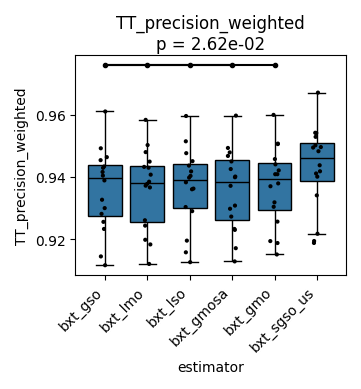 TT_precision_weighted
p = 2.62e-02
TT_precision_weighted
0.96
0.94
0.92
bxt_gso
bxt_lmo
bxt_lso
bxt_gmosa
bxt_gmo
bxt_sgso_us
estimator